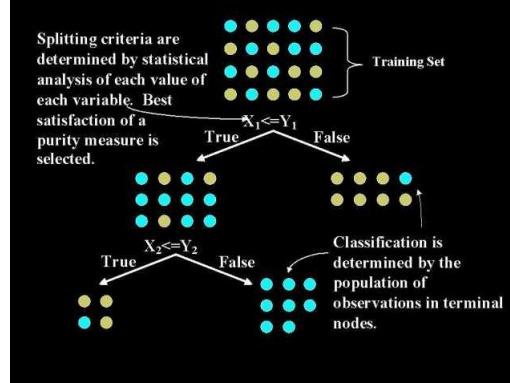 Splitting criteria are
determined by statistical
analysis of each value of
each variable. Best
satisfaction of a
purity measure is
selected.
Training Set
X₁<=Y₁
True
False
X₂<=Y₂
True
False
Classification is
determined by the
population of
observations in terminal
nodes.